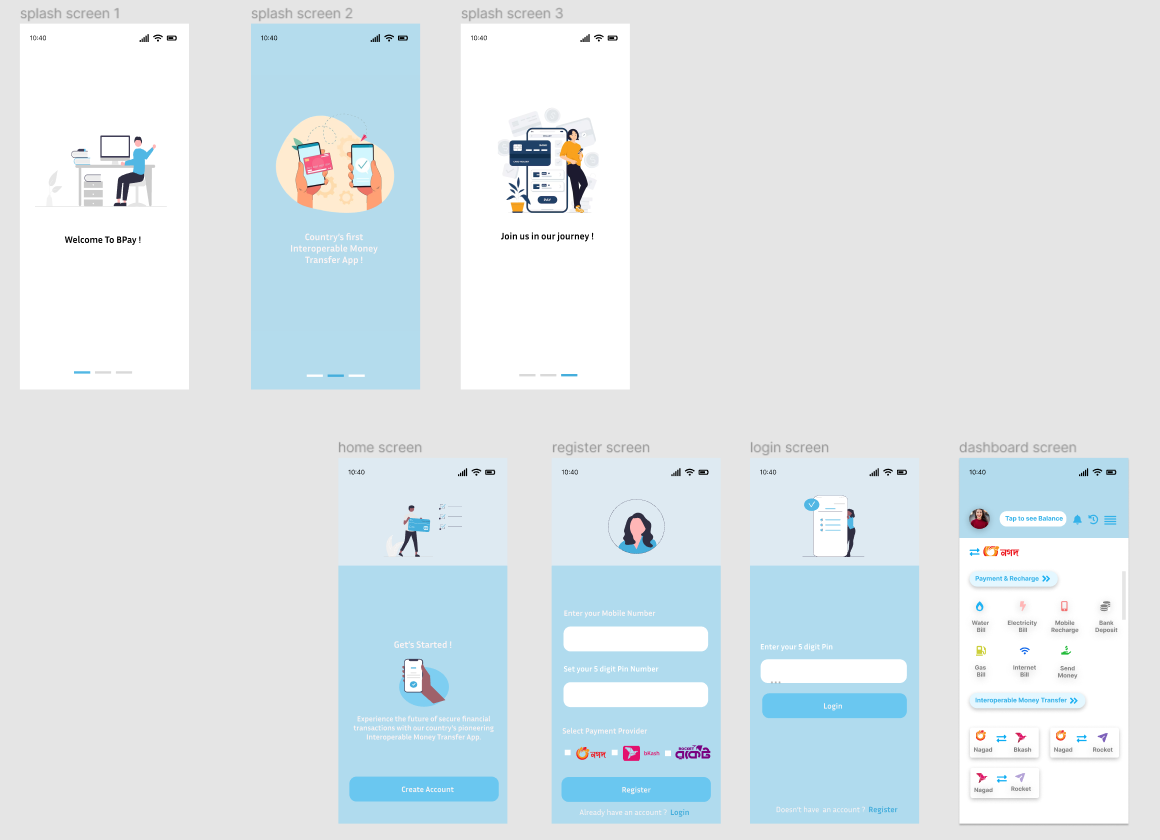 splash screen 1
splash screen 2
splash screen 3
10:40
10:40
10:40
Welcome To BPay !
Country's first
Interoperable Money
Transfer App !
PAY
Join us in our journey !
home screen
register screen
login screen
dashboard screen
10:40
10:40
10:40
10:40
Get's Started !
Experience the future of secure financial
transactions with our country's pioneering
Interoperable Money Transfer App
Create Account
Enter your Mobile Number
Set your 5 digit Pin Number
Select Payment Provider
নগদ
bKash
ROCKET
রকেট
Register
Already have an account ? Login
Enter your 5 digit Pin
...
Login
Doesn't have an account ? Register
Tap to see Balance
নগদ
Payment & Recharge
Water
Bill
Electricity
Bill
Mobile
Recharge
Bank
Deposit
Gas
Bill
Internet
Bill
Send
Money
Interoperable Money Transfer
Nagad
Bkash
Nagad
Rocket
Nagad
Rocket